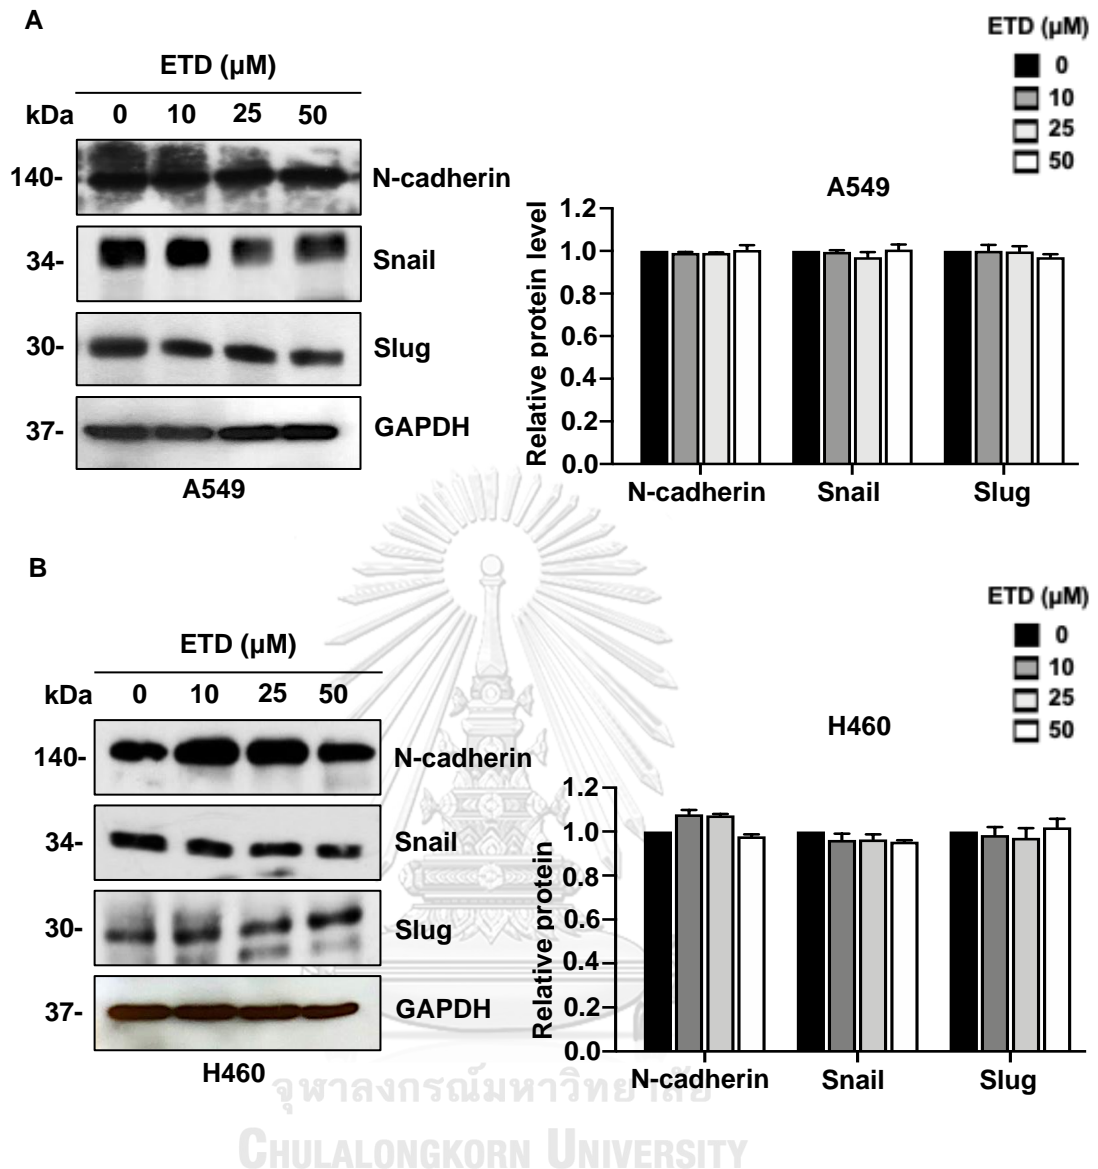 A
ETD (µM)
kDa 0 10 25 50
140- N-cadherin
34- Snail
30- Slug
37- GAPDH
A549
ETD (µM)
0
10
25
50
A549
Relative protein level
1.2
1.0
0.8
0.6
0.4
0.2
0.0
N-cadherin Snail Slug
B
ETD (µM)
kDa 0 10 25 50
140- N-cadherin
34- Snail
30- Slug
37- GAPDH
H460
ETD (µM)
0
10
25
50
H460
Relative protein
1.2
1.0
0.8
0.6
0.4
0.2
0.0
N-cadherin Snail Slug
จุฬาลงกรณ์มหาวิทยาลัย
CHULALONGKORN UNIVERSITY